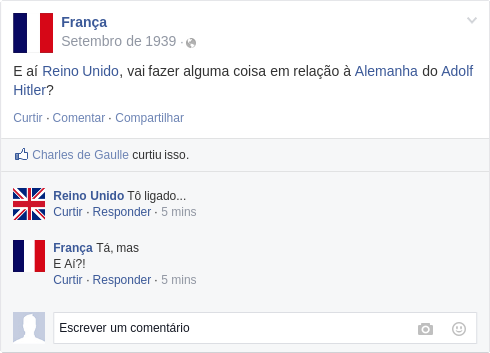 França
Setembro de 1939 ·
E aí Reino Unido, vai fazer alguma coisa em relação à Alemanha do Adolf
Hitler?
Curtir · Comentar · Compartilhar
Charles de Gaulle curtiu isso.
Reino Unido Tô ligado...
Curtir · Responder · 5 mins
França Tá, mas
E Aí?!
Curtir · Responder · 5 mins
Escrever um comentário